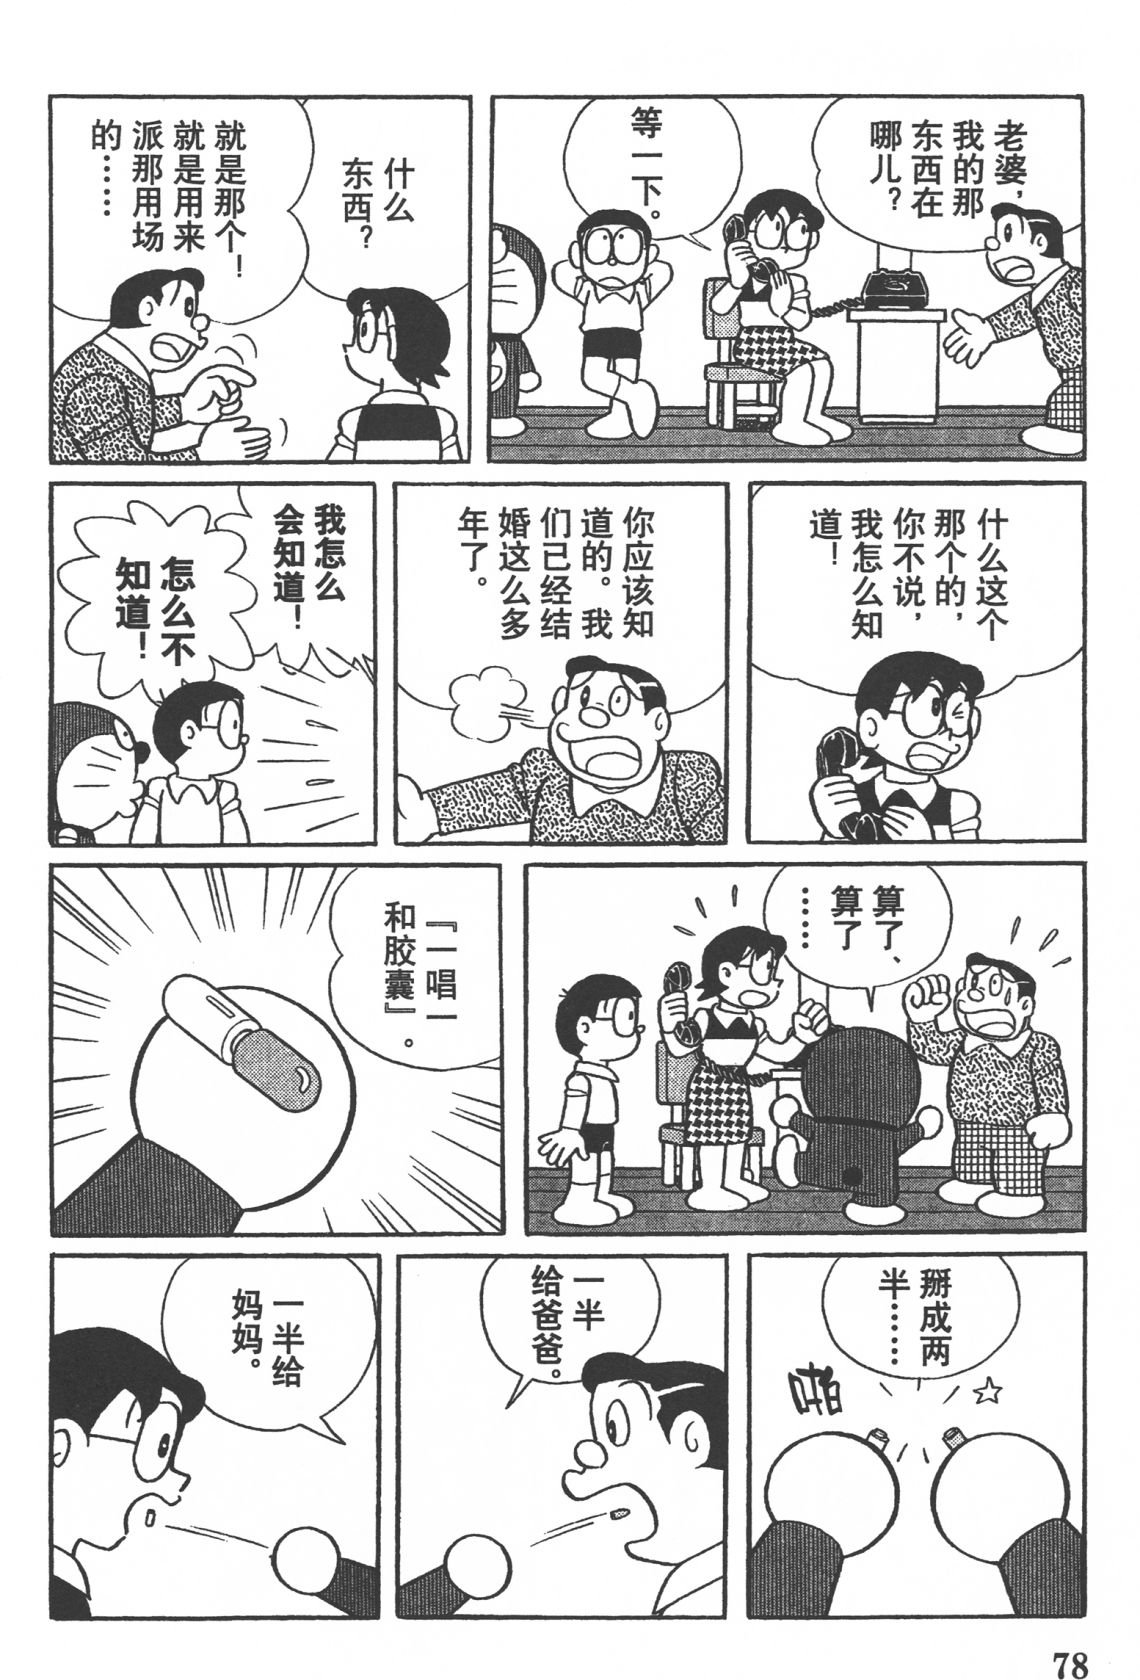 老婆，
我的那
东西在
哪儿？
等一下。
什么
东西？
就是那个！
就是用来
派那用场
的……
什么这个
那个的，
你不说，
我怎么知
道！
你应该知
道的。我
们已经结
婚这么多
年了。
我怎么
会知道！
怎么不
知道！
算了、
算了
……
『一唱一
和胶囊』。
掰成两
半……
啪
一半
给爸爸。
一半给
妈妈。
78